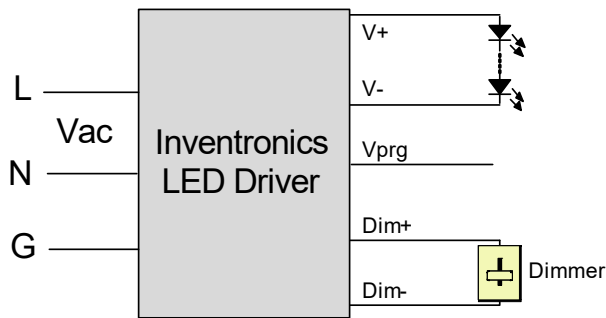 L
Vac
N
G
Inventronics
LED Driver
V+
V-
Vprg
Dim+
Dim-
Dimmer